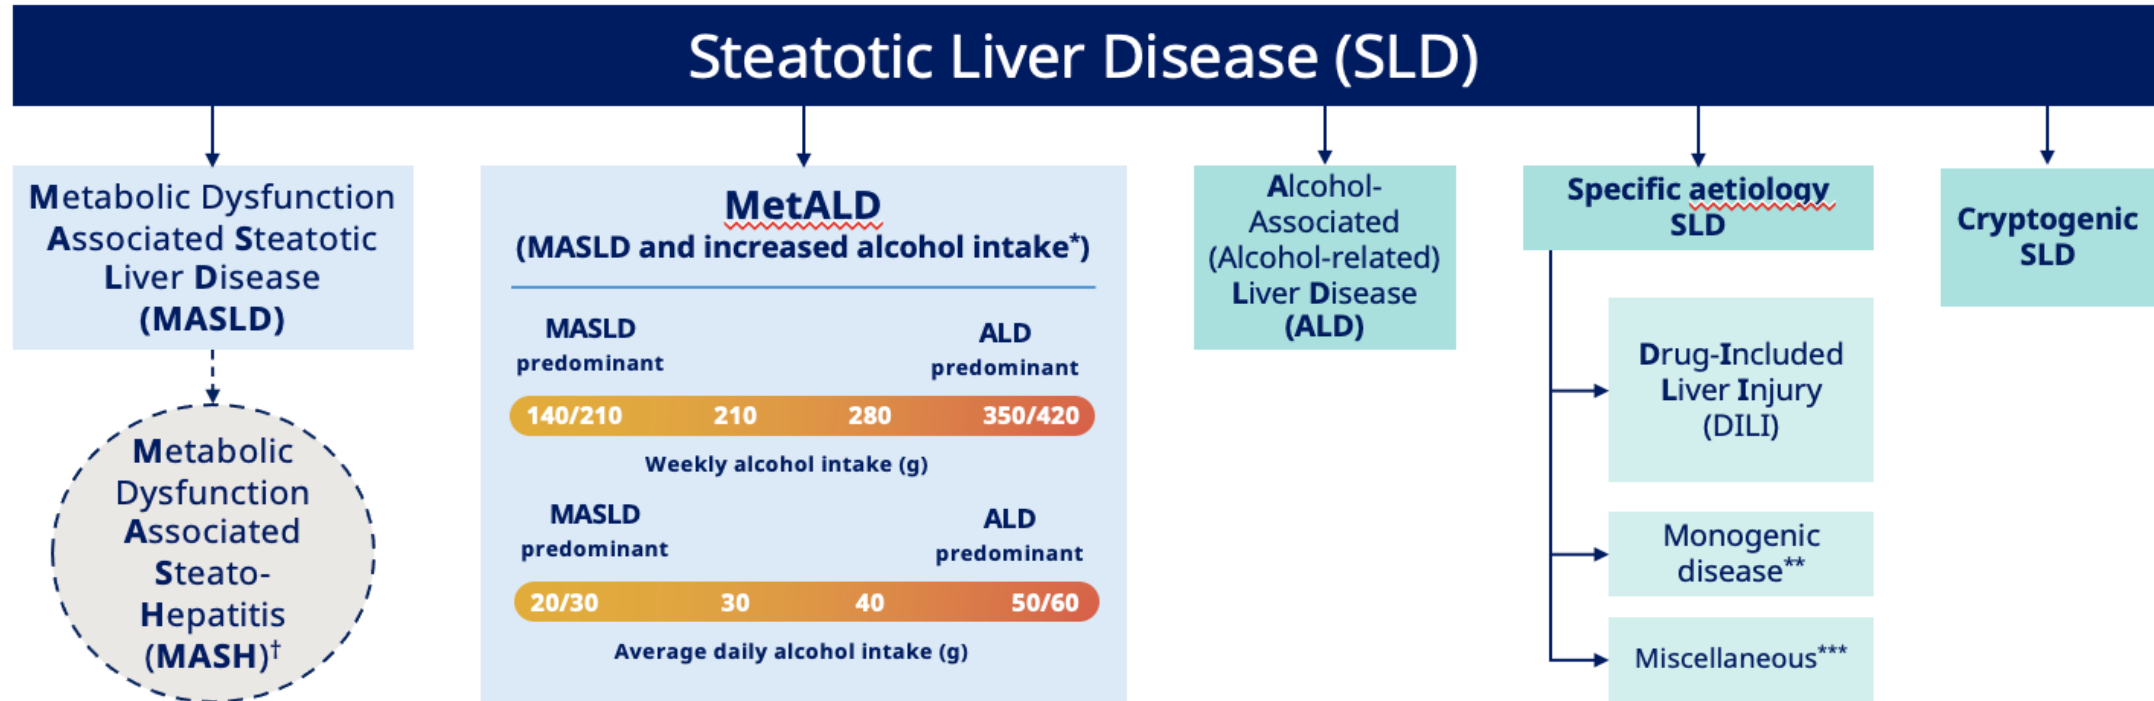 Steatotic Liver Disease (SLD)
Metabolic Dysfunction
Associated Steatotic
Liver Disease
(MASLD)
Metabolic
Dysfunction
Associated
Steato-
Hepatitis
(MASH)†
MetALD
(MASLD and increased alcohol intake*)
MASLD
predominant
ALD
predominant
140/210 210 280 350/420
Weekly alcohol intake (g)
MASLD
predominant
ALD
predominant
20/30 30 40 50/60
Average daily alcohol intake (g)
Alcohol-
Associated
(Alcohol-related)
Liver Disease
(ALD)
Specific aetiology
SLD
Drug-Included
Liver Injury
(DILI)
Monogenic
disease**
Miscellaneous***
Cryptogenic
SLD